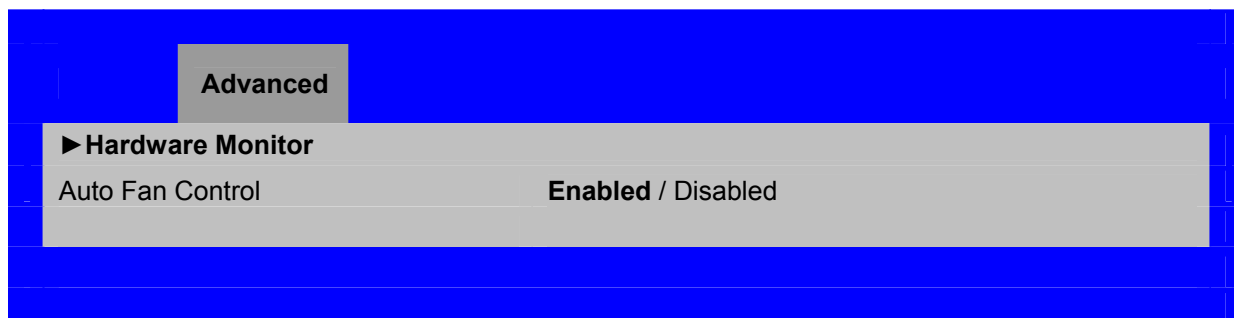 Advanced
►Hardware Monitor
Auto Fan Control Enabled / Disabled